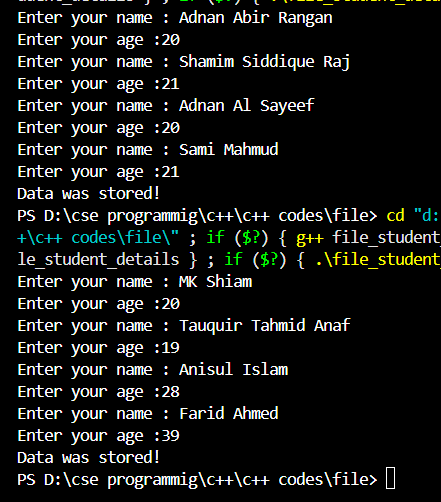 Enter your name : Adnan Abir Rangan
Enter your age :20
Enter your name : Shamim Siddique Raj
Enter your age :21
Enter your name : Adnan Al Sayeef
Enter your age :20
Enter your name : Sami Mahmud
Enter your age :21
Data was stored!
PS D:\cse programmig\c++\c++ codes\file> cd "d:
+\c++ codes\file\" ; if ($?) { g++ file_student_
le_student_details } ; if ($?) { .\file_student_
Enter your name : MK Shiam
Enter your age :20
Enter your name : Tauquir Tahmid Anaf
Enter your age :19
Enter your name : Anisul Islam
Enter your age :28
Enter your name : Farid Ahmed
Enter your age :39
Data was stored!
PS D:\cse programmig\c++\c++ codes\file>